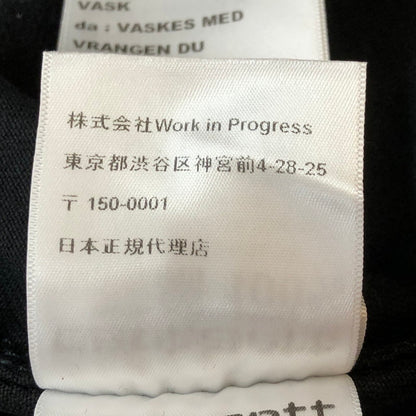 VASK
da : VASKES MED
VRANGEN DU
株式会社Work in Progress
東京都渋谷区神宮前4-28-25
〒 150-0001
日本正規代理店